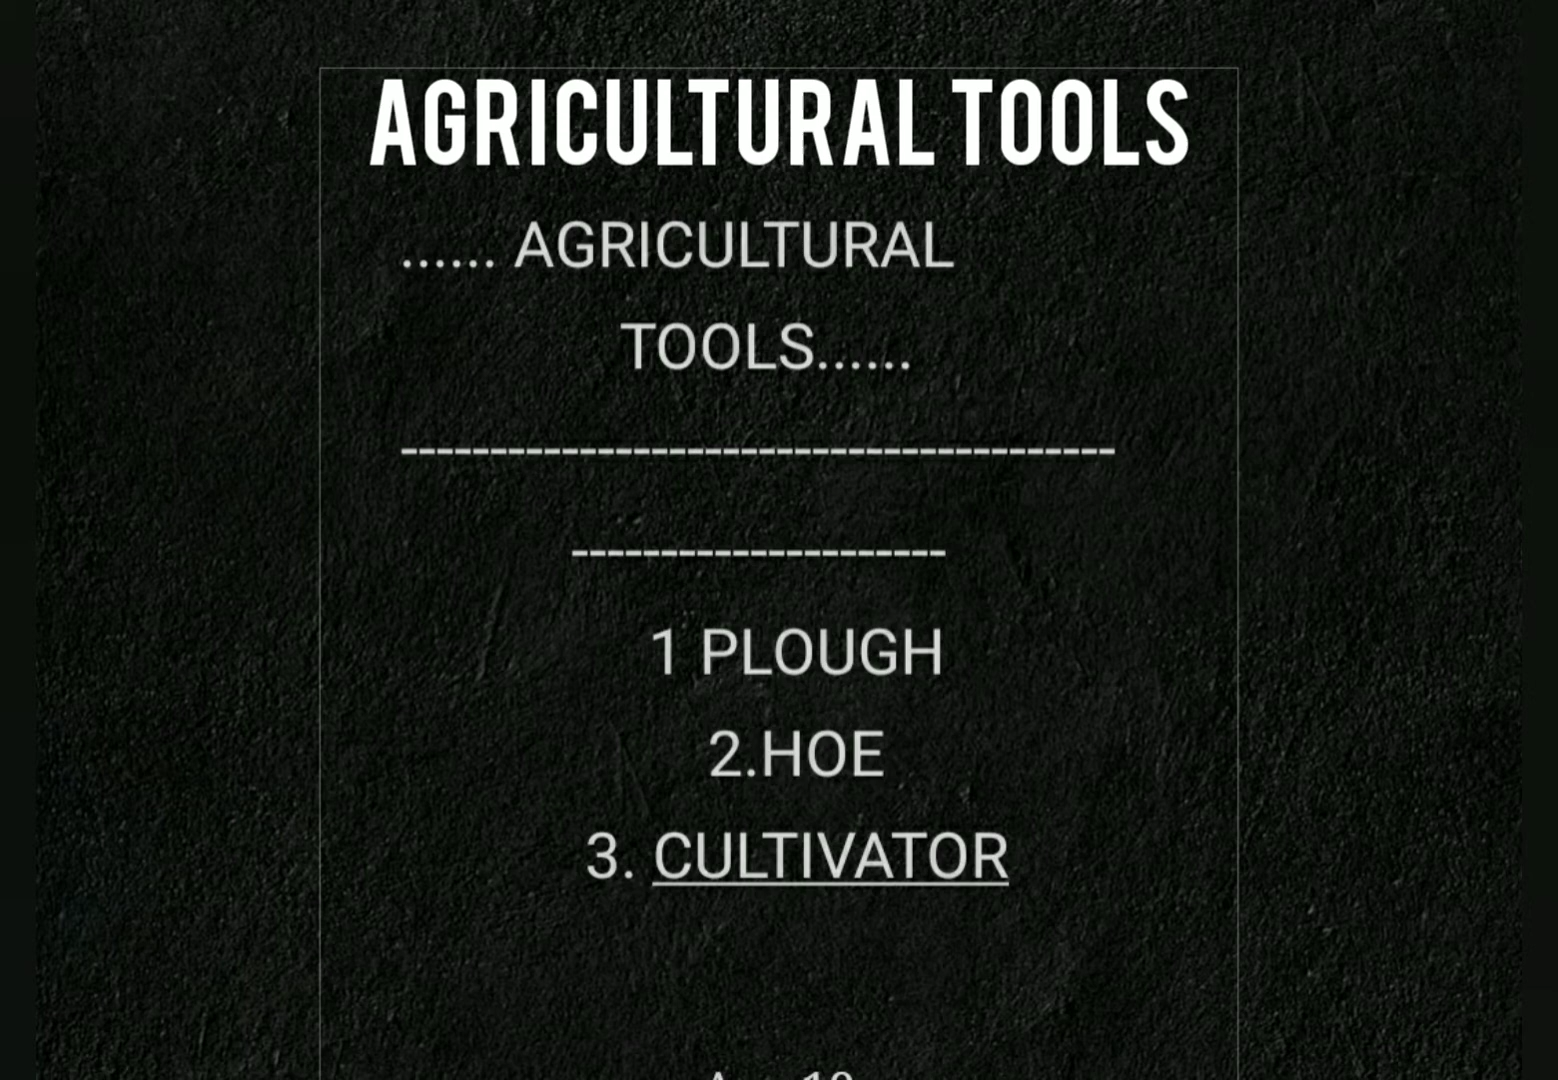 AGRICULTURAL TOOLS
...... AGRICULTURAL
TOOLS......
----------------------------------------
---------------------
1 PLOUGH
2.HOE
3. CULTIVATOR